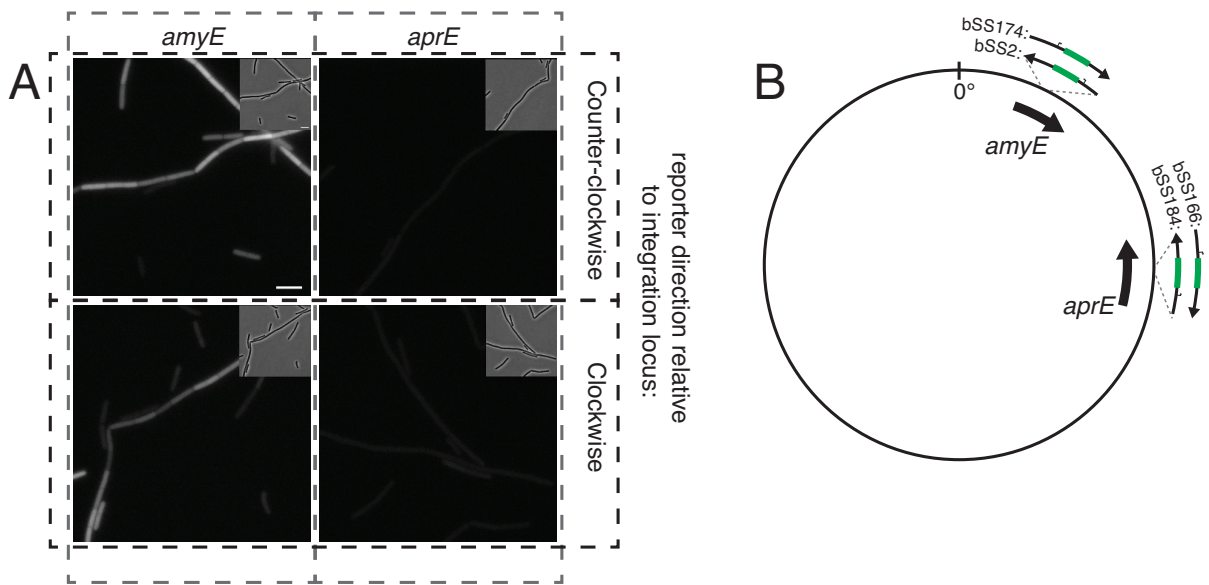 A
amyE
aprE
Counter-clockwise
Clockwise
reporter direction relative
to integration locus:
B
bSS174:
bSS2:
0°
amyE
bSS166:
bSS184:
aprE